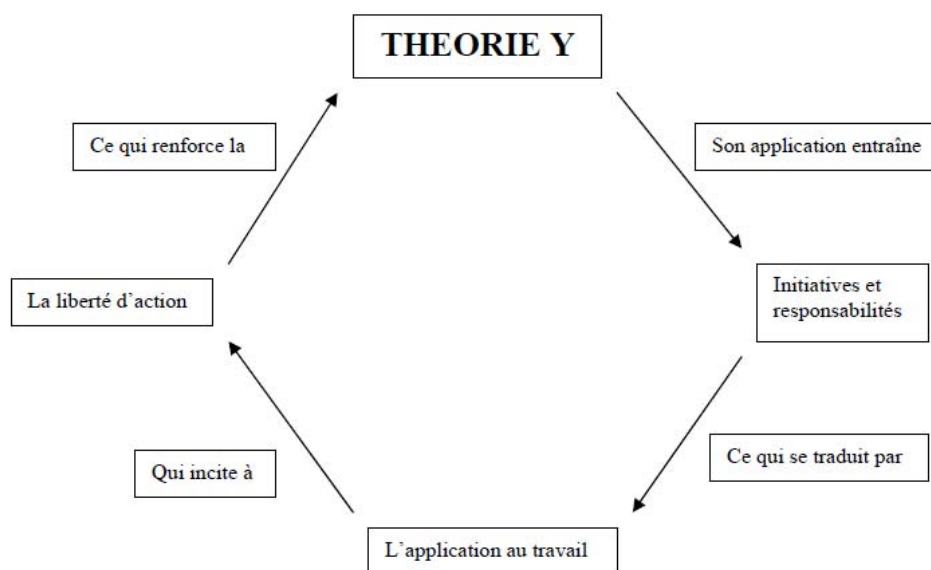 THEORIE Y
Ce qui renforce la
Son application entraîne
La liberté d’action
Initiatives et
responsabilités
Qui incite à
Ce qui se traduit par
L’application au travail